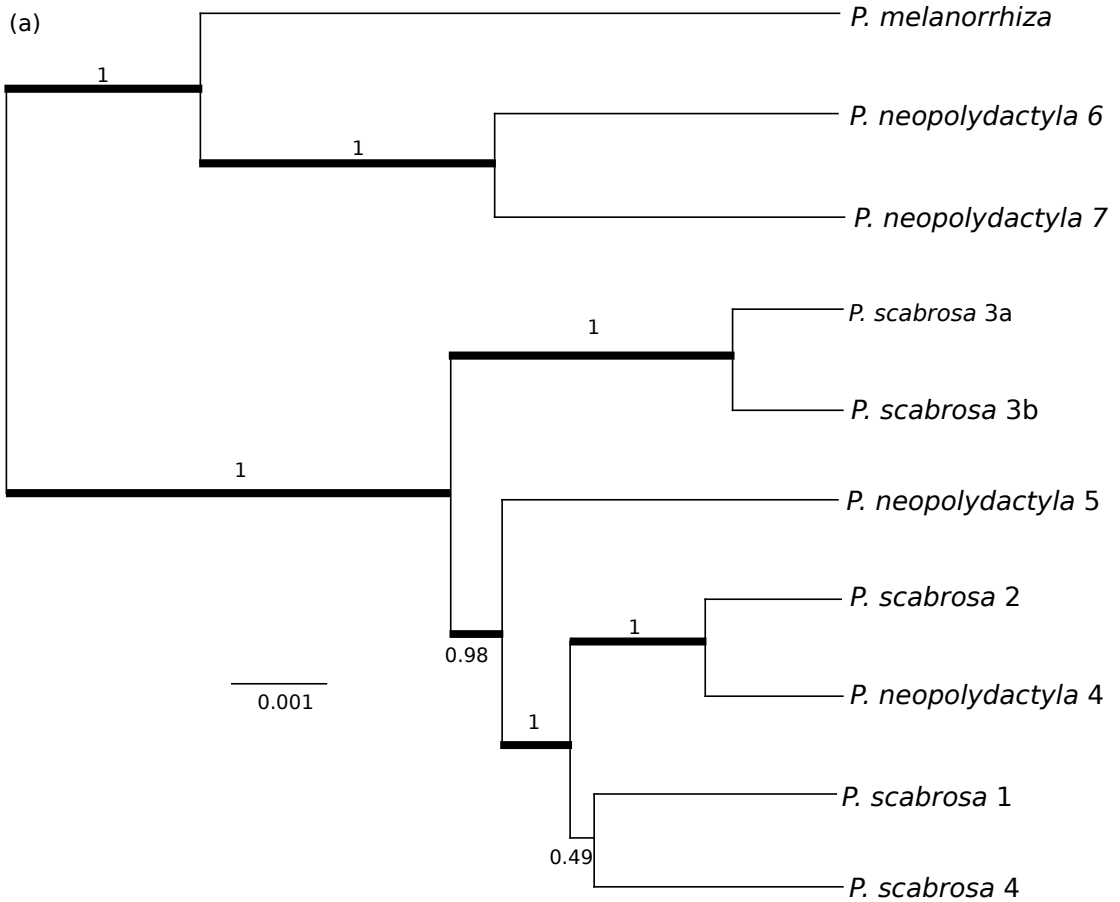 (a)
P. melanorrhiza
1
P. neopolydactyla 6
1
P. neopolydactyla 7
P. scabrosa 3a
1
P. scabrosa 3b
1
P. neopolydactyla 5
P. scabrosa 2
1
0.98
0.001
P. neopolydactyla 4
1
P. scabrosa 1
0.49
P. scabrosa 4